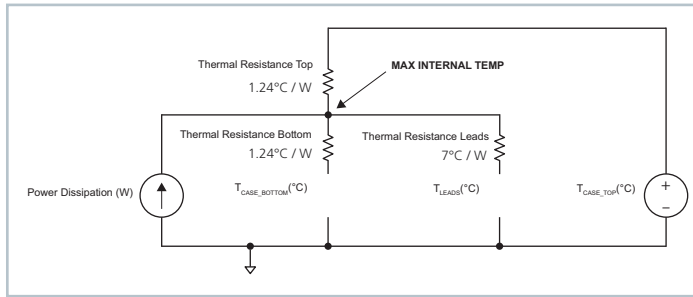 Thermal Resistance Top
MAX INTERNAL TEMP
1.24°C / W
Thermal Resistance Bottom
Thermal Resistance Leads
1.24°C / W
7°C / W
Power Dissipation (W)
T_CASE_BOTTOM(°C)
T_LEADS(°C)
T_CASE_TOP(°C)
+
–